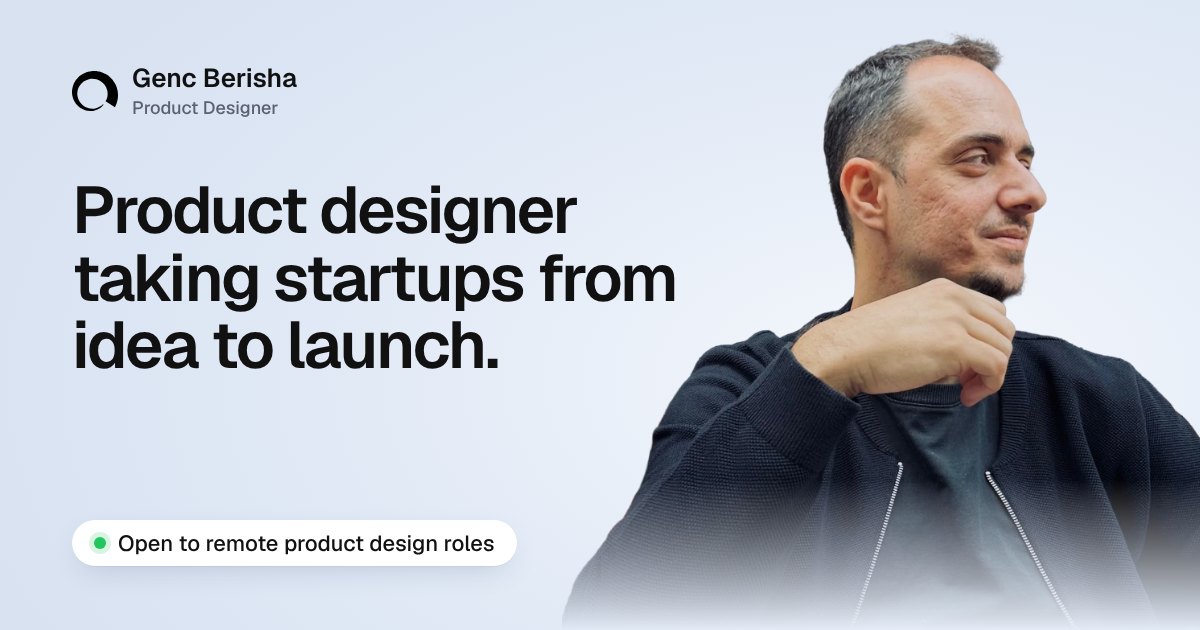 Genc Berisha
Product Designer
Product designer
taking startups from
idea to launch.
Open to remote product design roles